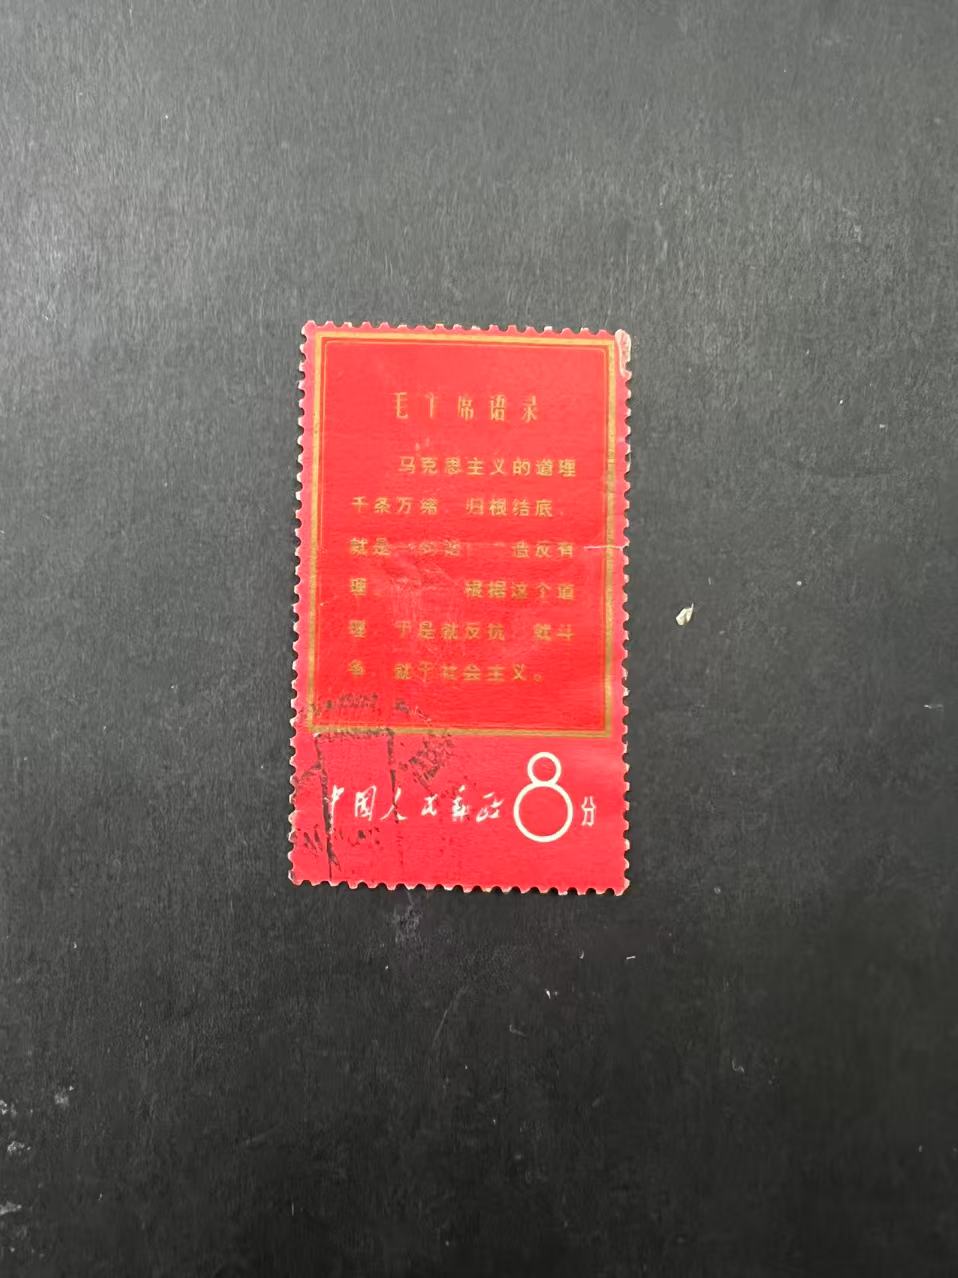 毛主席语录
马克思主义的道理
千条万绪、归根结底、
就是一句话：造反有
理 根据这个道
理 于是就反抗 就斗
争 就干社会主义。
中国人民邮政 8分